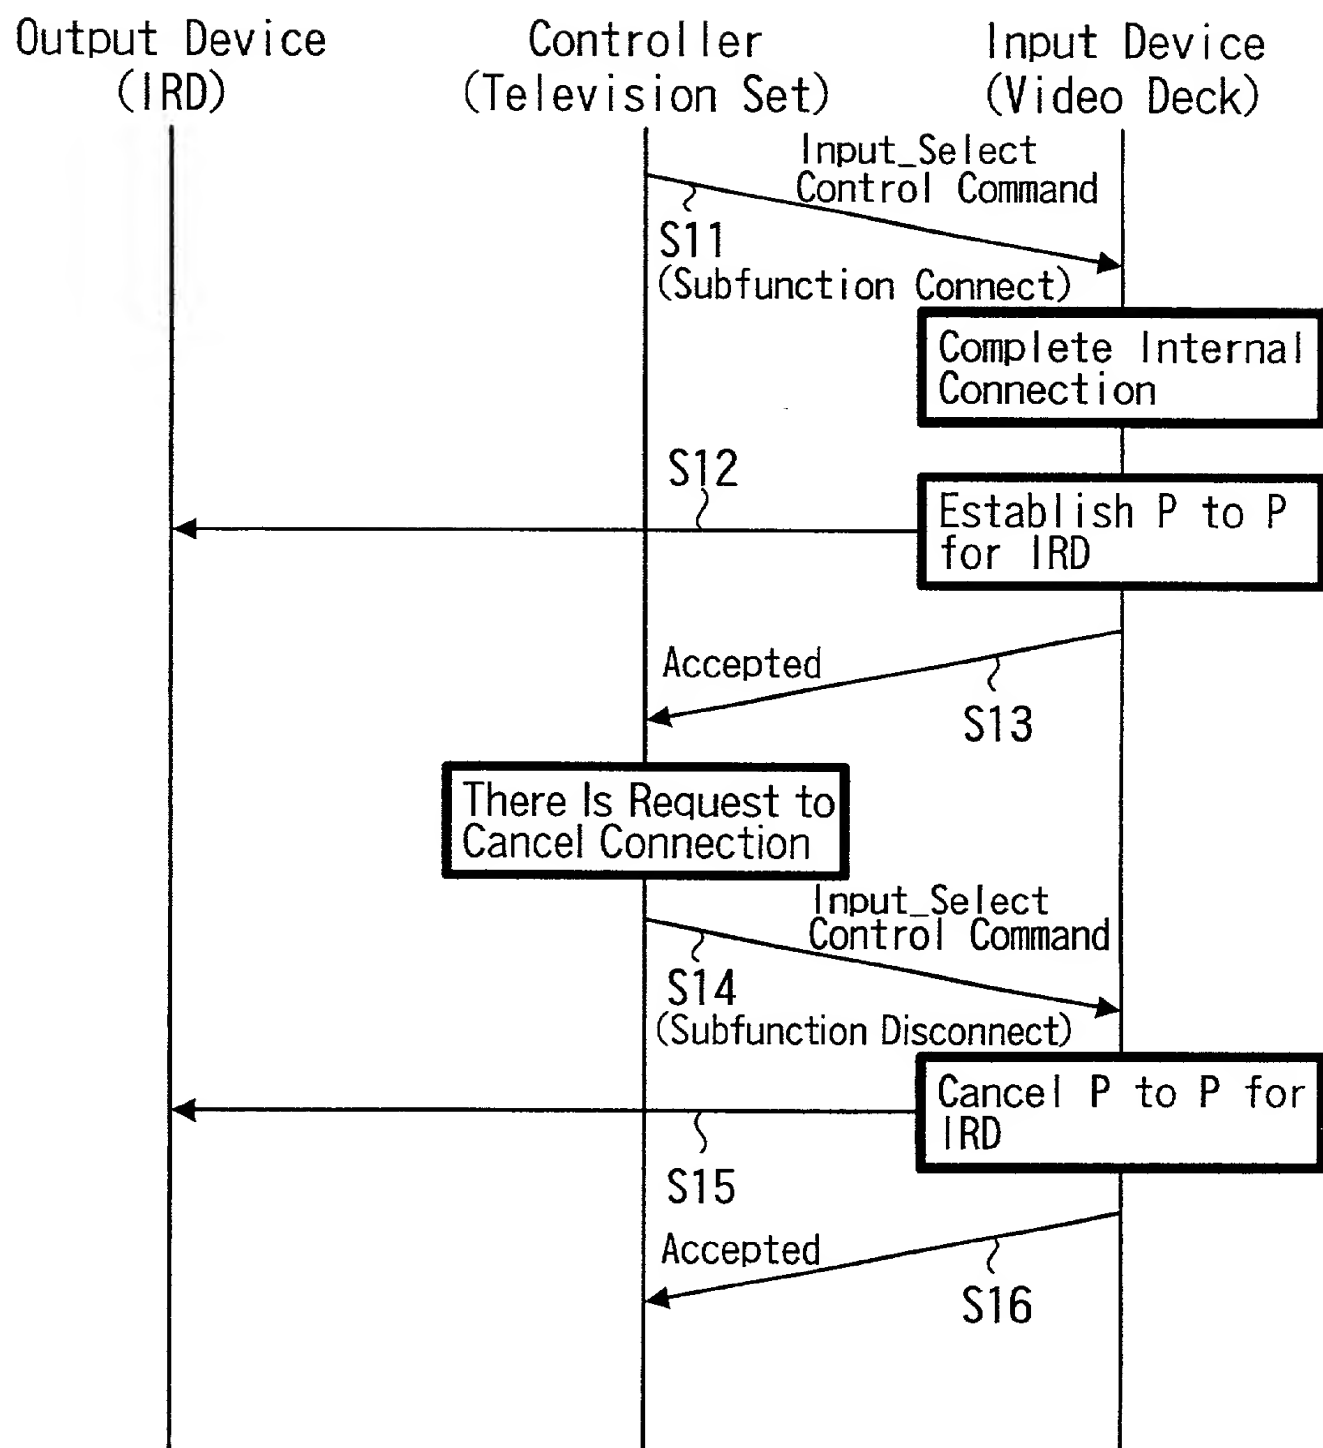 Output Device
(IRD)
Controller
(Television Set)
Input Device
(Video Deck)
Input_Select
Control Command
S11
(Subfunction Connect)
Complete Internal
Connection
S12
Establish P to P
for IRD
Accepted
S13
There Is Request to
Cancel Connection
Input_Select
Control Command
S14
(Subfunction Disconnect)
Cancel P to P for
IRD
S15
Accepted
S16